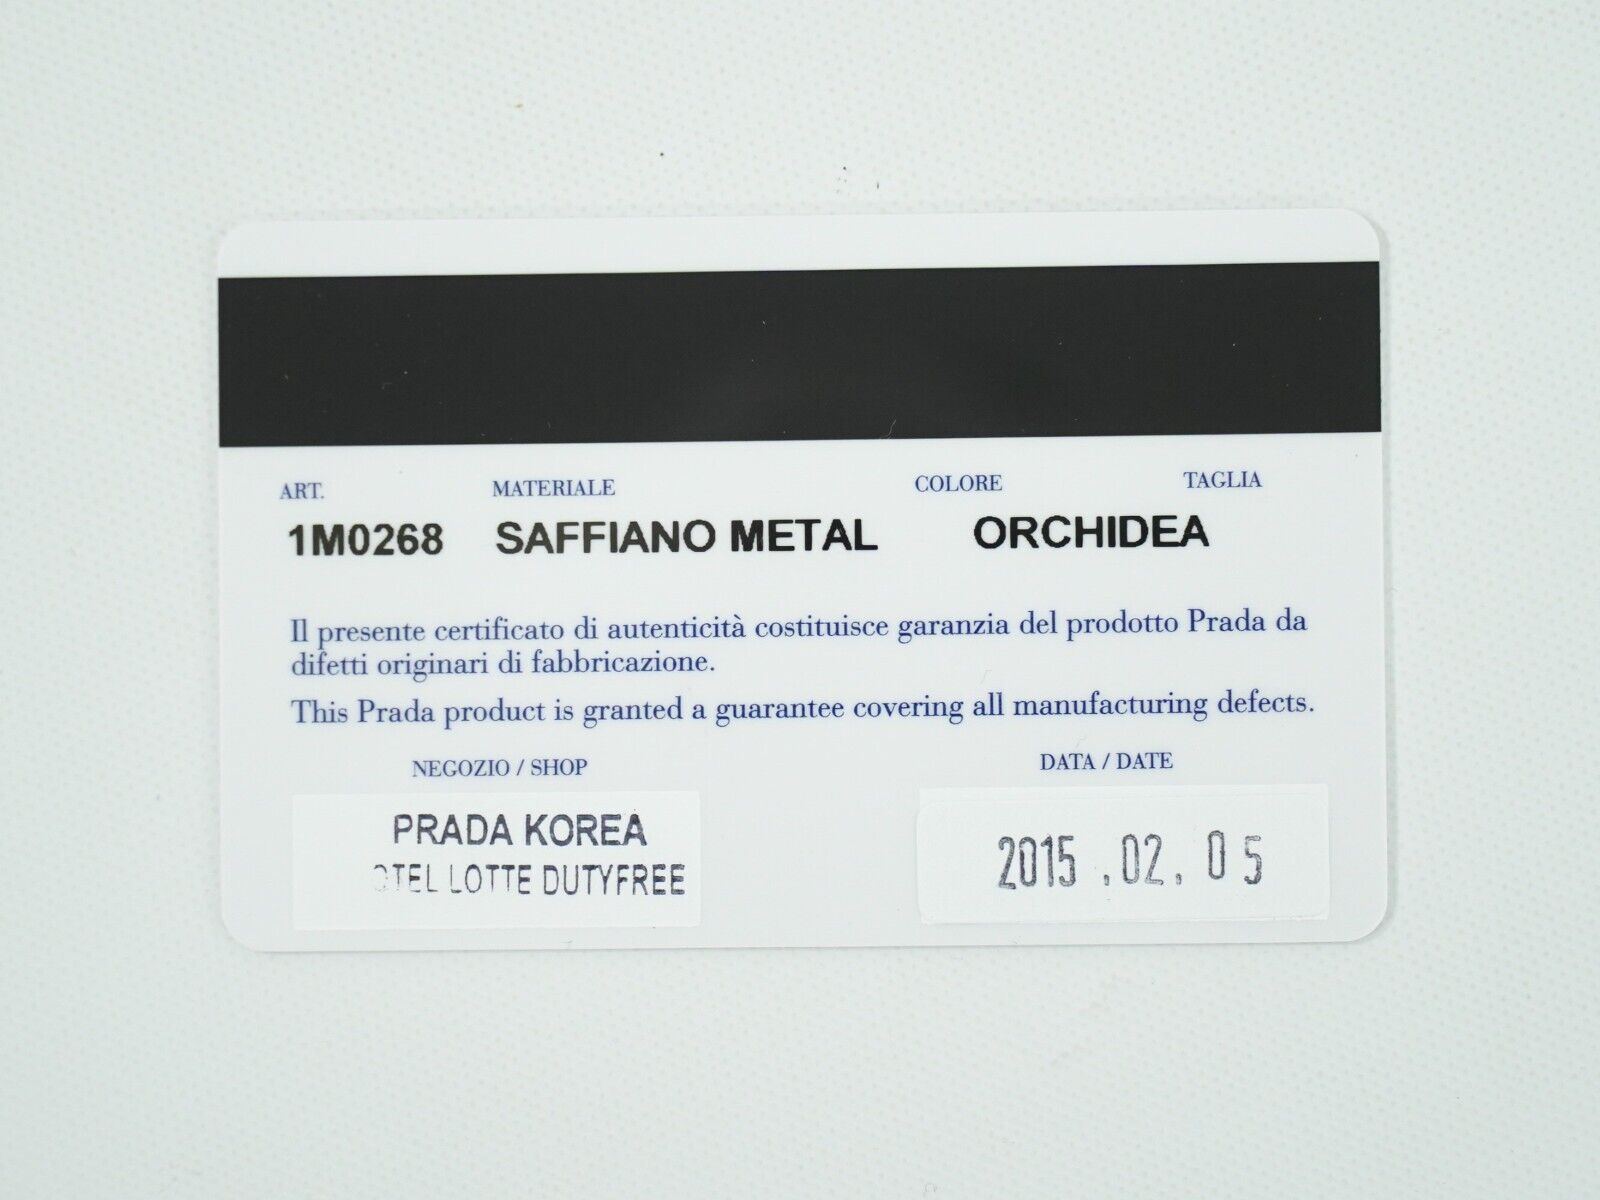 ART. MATERIALE COLORE TAGLIA
1M0268 SAFFIANO METAL ORCHIDEA
Il presente certificato di autenticità costituisce garanzia del prodotto Prada da
difetti originari di fabbricazione.
This Prada product is granted a guarantee covering all manufacturing defects.
NEGOZIO / SHOP DATA / DATE
PRADA KOREA
LOTTE DUTYFREE
2015.02.05